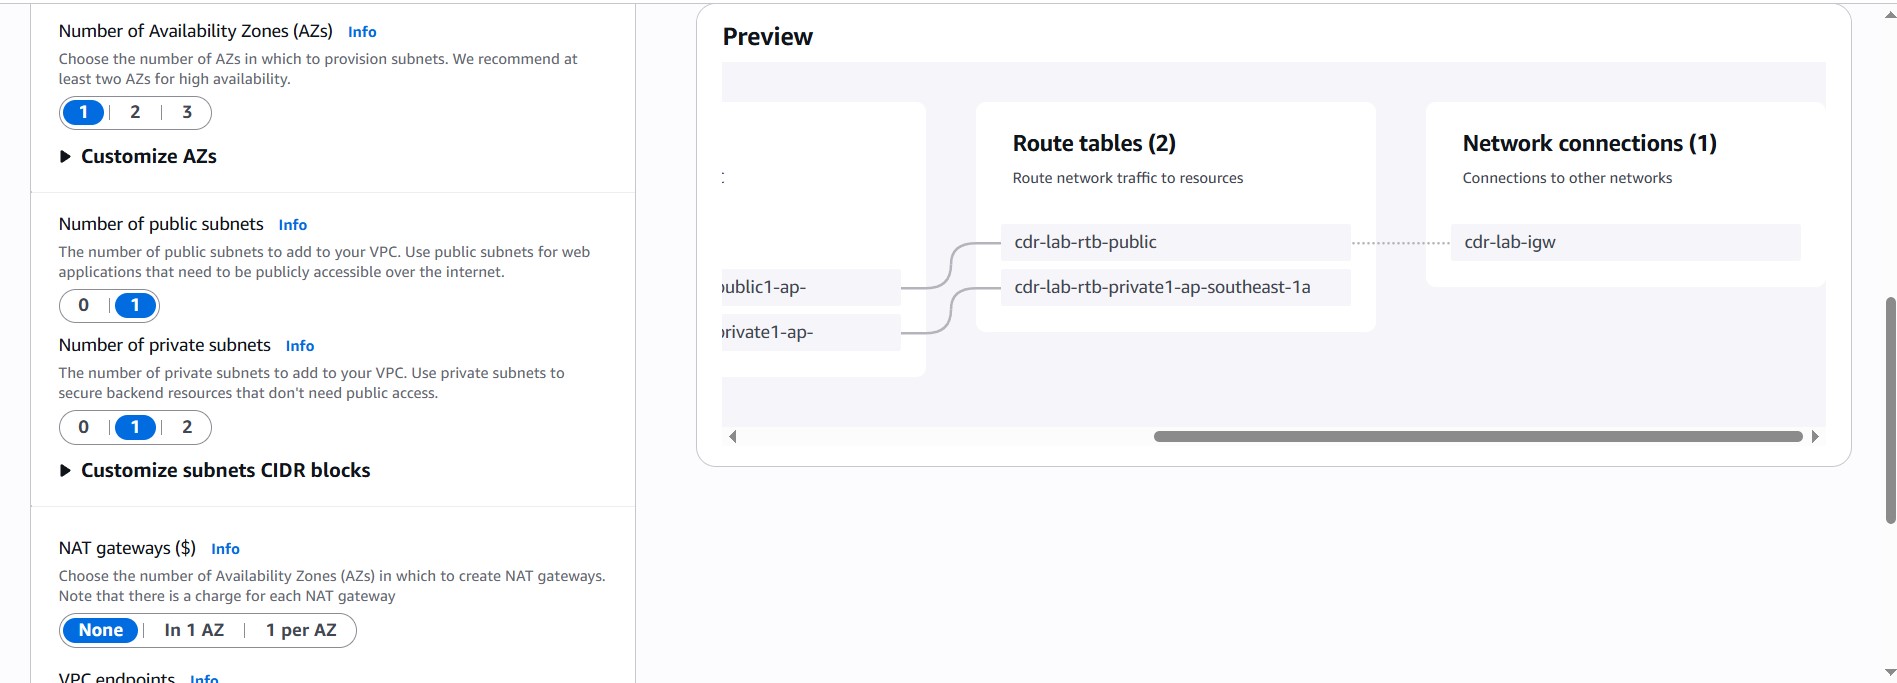 Number of Availability Zones (AZs) Info
Choose the number of AZs in which to provision subnets. We recommend at
least two AZs for high availability.
1 2 3
Customize AZs
Number of public subnets Info
The number of public subnets to add to your VPC. Use public subnets for web
applications that need to be publicly accessible over the internet.
0 1
Number of private subnets Info
The number of private subnets to add to your VPC. Use private subnets to
secure backend resources that don't need public access.
0 1 2
Customize subnets CIDR blocks
NAT gateways ($) Info
Choose the number of Availability Zones (AZs) in which to create NAT gateways.
Note that there is a charge for each NAT gateway
None In 1 AZ 1 per AZ
VPC endpoints Info
Preview
public1-ap-
private1-ap-
Route tables (2)
Route network traffic to resources
cdr-lab-rtb-public
cdr-lab-rtb-private1-ap-southeast-1a
Network connections (1)
Connections to other networks
cdr-lab-igw